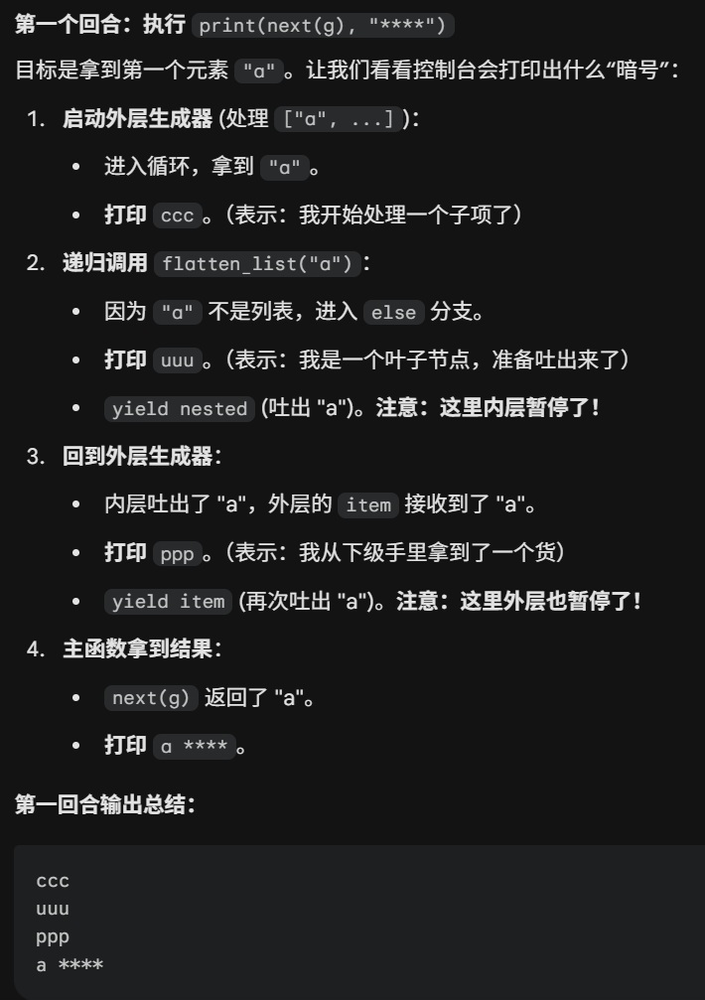 第一个回合：执行 print(next(g), "****")
目标是拿到第一个元素 "a"。让我们看看控制台会打印出什么“暗号”：
1. 启动外层生成器 (处理 ["a", ...])：
• 进入循环，拿到 "a"。
• 打印 ccc。（表示：我开始处理一个子项了）
2. 递归调用 flatten_list("a")：
• 因为 "a" 不是列表，进入 else 分支。
• 打印 uuu。（表示：我是一个叶子节点，准备吐出来了）
• yield nested (吐出 "a")。注意：这里内层暂停了！
3. 回到外层生成器：
• 内层吐出了 "a"，外层的 item 接收到了 "a"。
• 打印 ppp。（表示：我从下级手里拿到了一个货）
• yield item (再次吐出 "a")。注意：这里外层也暂停了！
4. 主函数拿到结果：
• next(g) 返回了 "a"。
• 打印 a ****。
第一回合输出总结：
ccc
uuu
ppp
a ****